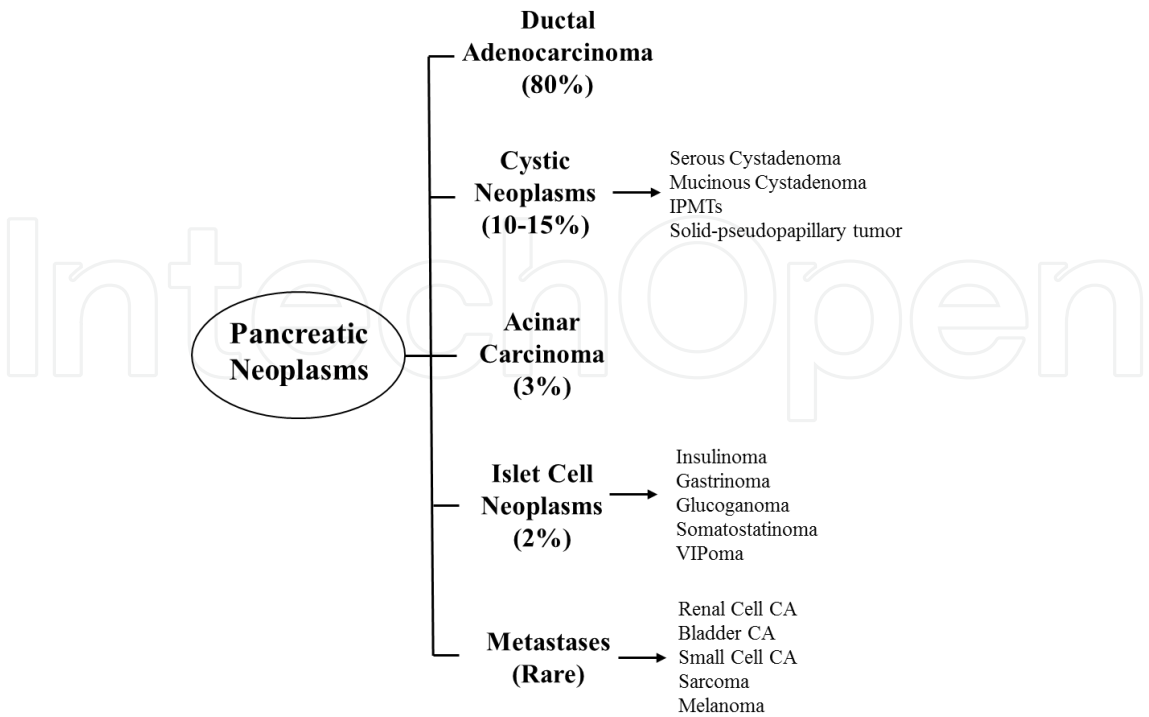 Ductal
Adenocarcinoma
(80%)
Cystic
Neoplasms
(10-15%)
Serous Cystadenoma
Mucinous Cystadenoma
IPMTs
Solid-pseudopapillary tumor
IntechOpen
Pancreatic
Neoplasms
Acinar
Carcinoma
(3%)
Islet Cell
Neoplasms
(2%)
Insulinoma
Gastrinoma
Glucoganoma
Somatostatinoma
VIPoma
Metastases
(Rare)
Renal Cell CA
Bladder CA
Small Cell CA
Sarcoma
Melanoma